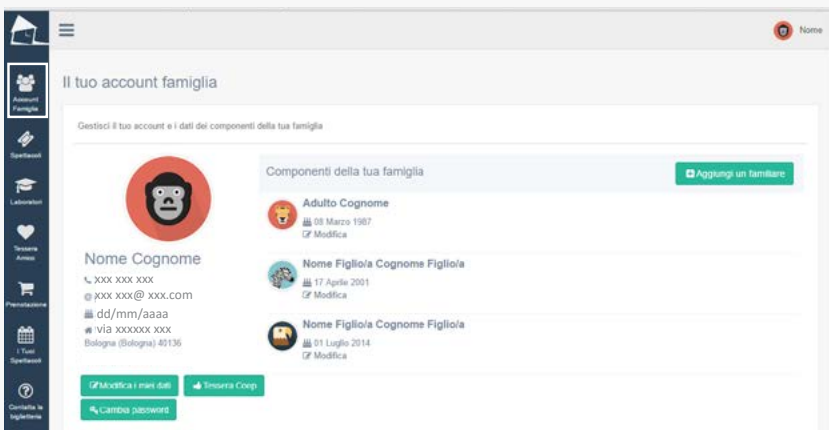 Nome
Account
Famiglia
Spettacoli
Laboratori
Tessera
Amico
Prenotazione
I Tuoi
Spettacoli
Contatta la
biglietteria
Il tuo account famiglia
Gestisci il tuo account e i dati dei componenti della tua famiglia
Nome Cognome
xxx xxx xxx
xxx xxx@ xxx.com
dd/mm/aaaa
via xxxxxx xxx
Bologna (Bologna) 40136
Modifica i miei dati
Tessera Coop
Cambia password
Componenti della tua famiglia
Aggiungi un familiare
Adulto Cognome
08 Marzo 1987
Modifica
Nome Figlio/a Cognome Figlio/a
17 Aprile 2001
Modifica
Nome Figlio/a Cognome Figlio/a
01 Luglio 2014
Modifica